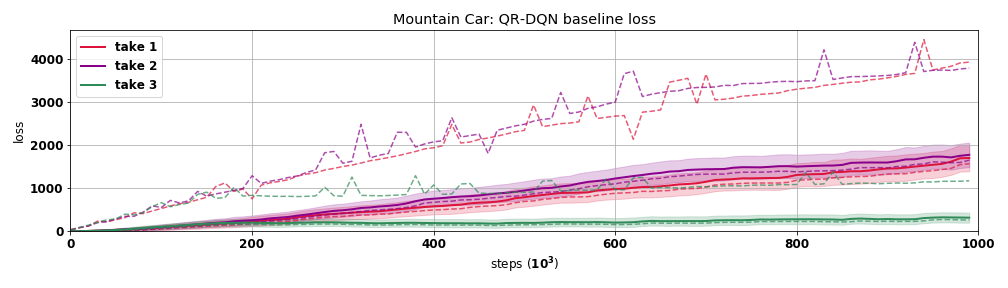 Mountain Car: QR-DQN baseline loss
take 1
take 2
take 3
loss
4000
3000
2000
1000
0
0 200 400 600 800 1000
steps (10³)